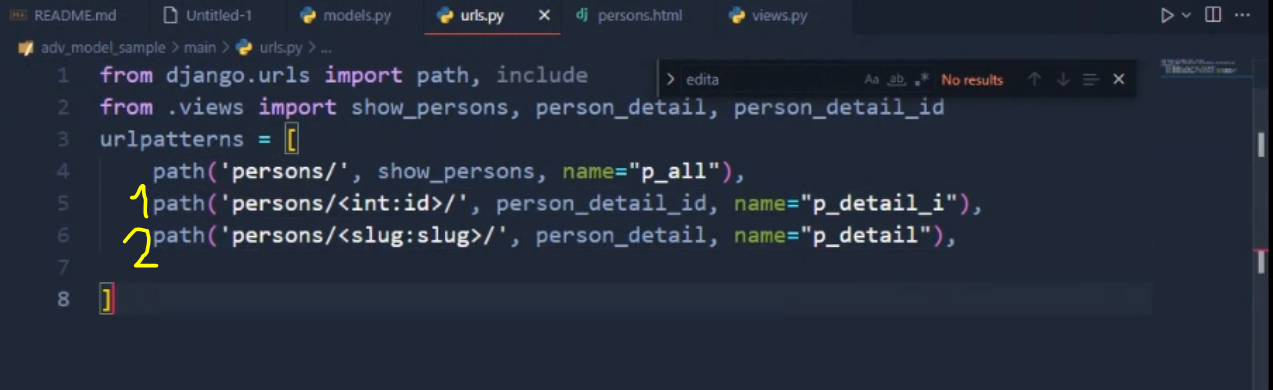 README.md Untitled-1 models.py urls.py dj persons.html views.py
adv_model_sample > main > urls.py > ...
> edita Aa ab .* No results
1 from django.urls import path, include
2 from .views import show_persons, person_detail, person_detail_id
3 urlpatterns = [
4 path('persons/', show_persons, name="p_all"),
1
5 path('persons/<int:id>/', person_detail_id, name="p_detail_i"),
2
6 path('persons/<slug:slug>/', person_detail, name="p_detail"),
7
8 ]